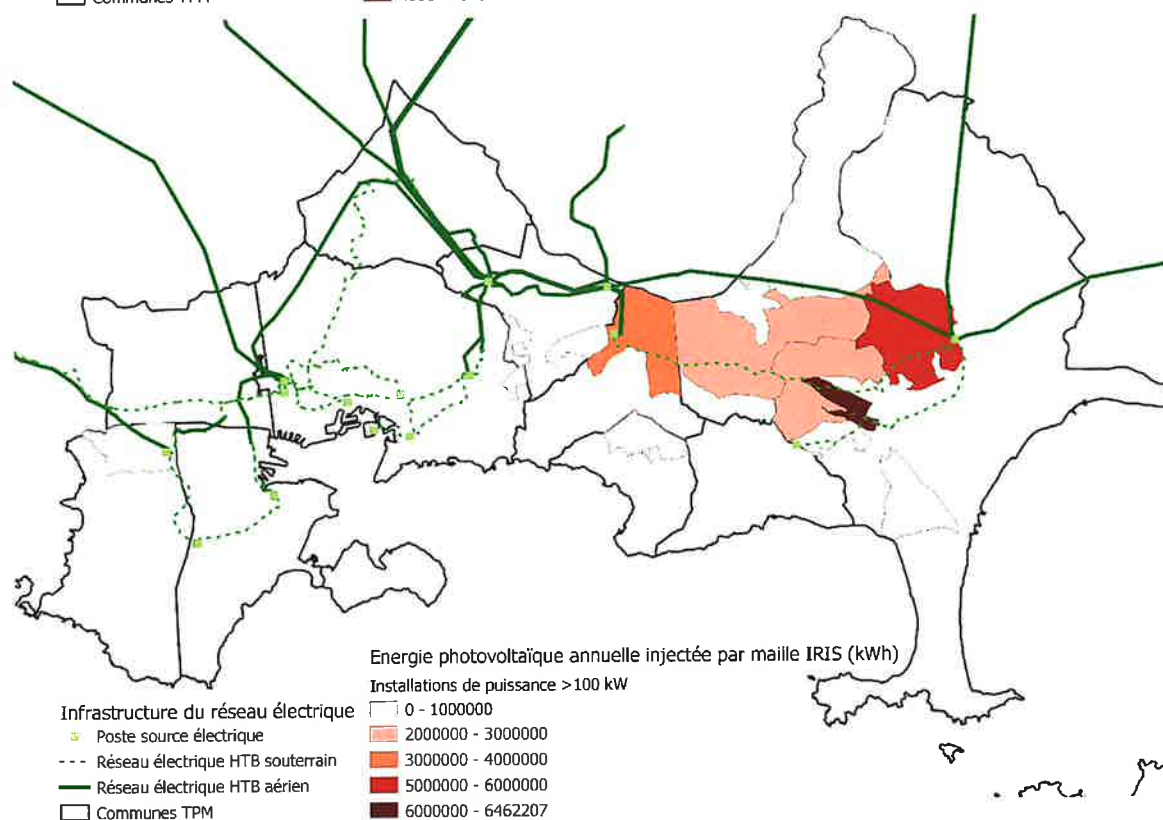 Communes TPM
Energie photovoltaïque annuelle injectée par maille IRIS (kWh)
Installations de puissance >100 kW
Infrastructure du réseau électrique
0 - 1000000
Poste source électrique
2000000 - 3000000
Réseau électrique HTB souterrain
3000000 - 4000000
Réseau électrique HTB aérien
5000000 - 6000000
Communes TPM
6000000 - 6462207